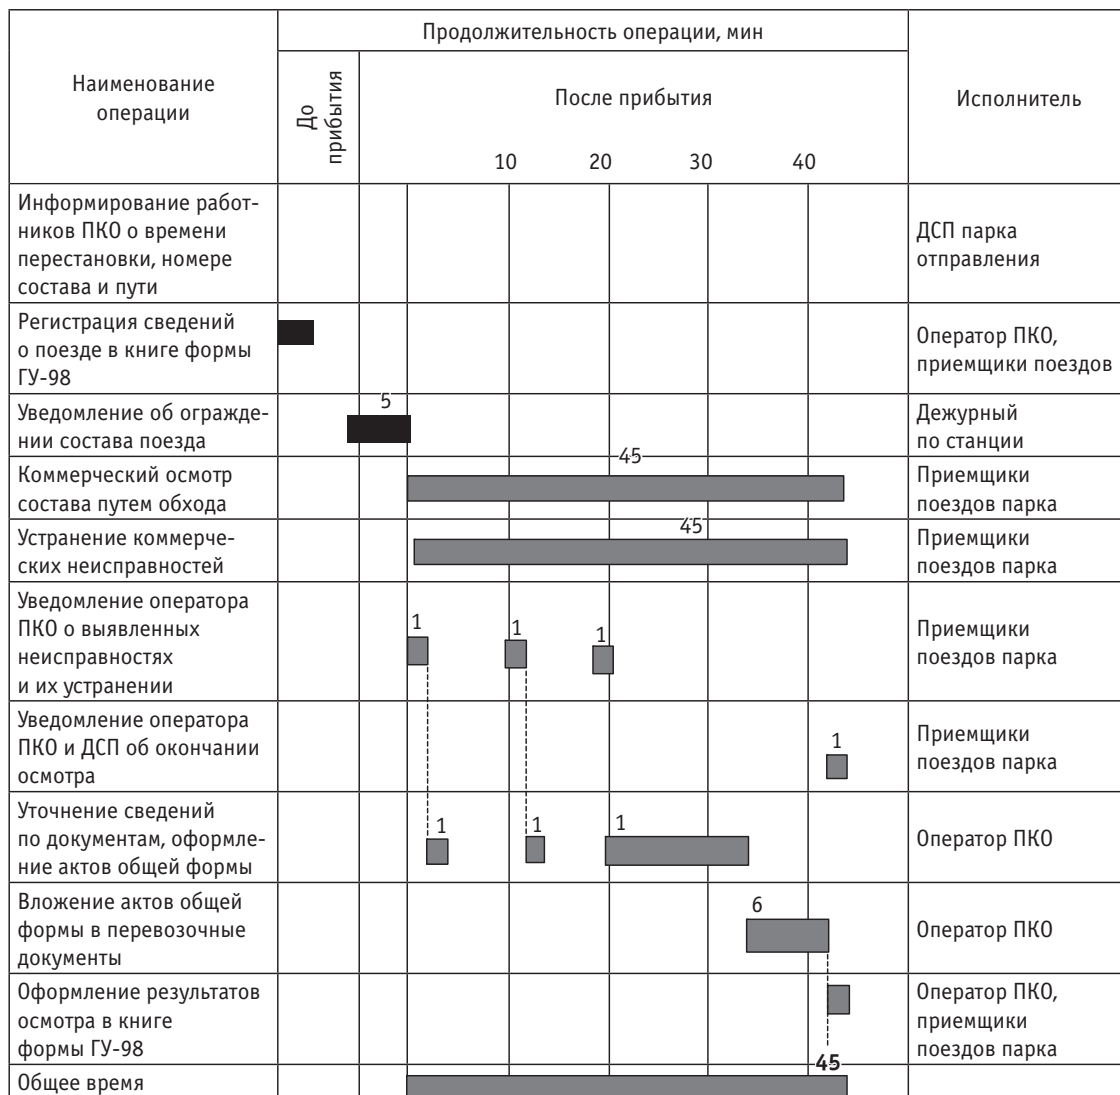 Наименование
операции
Продолжительность операции, мин
До
прибытия
После прибытия
10 20 30 40
Исполнитель
Информирование работ-
ников ПКО о времени
перестановки, номере
состава и пути
ДСП парка
отправления
Регистрация сведений
о поезде в книге формы
ГУ-98
Оператор ПКО,
приемщики поездов
Уведомление об огражде-
нии состава поезда
5
Дежурный
по станции
Коммерческий осмотр
состава путем обхода
45
Приемщики
поездов парка
Устранение коммерче-
ских неисправностей
45
Приемщики
поездов парка
Уведомление оператора
ПКО о выявленных
неисправностях
и их устранении
1 1 1
Приемщики
поездов парка
Уведомление оператора
ПКО и ДСП об окончании
осмотра
1
Приемщики
поездов парка
Уточнение сведений
по документам, оформле-
ние актов общей формы
1 1 1
Оператор ПКО
Вложение актов общей
формы в перевозочные
документы
6
Оператор ПКО
Оформление результатов
осмотра в книге
формы ГУ-98
Оператор ПКО,
приемщики
поездов парка
Общее время
45